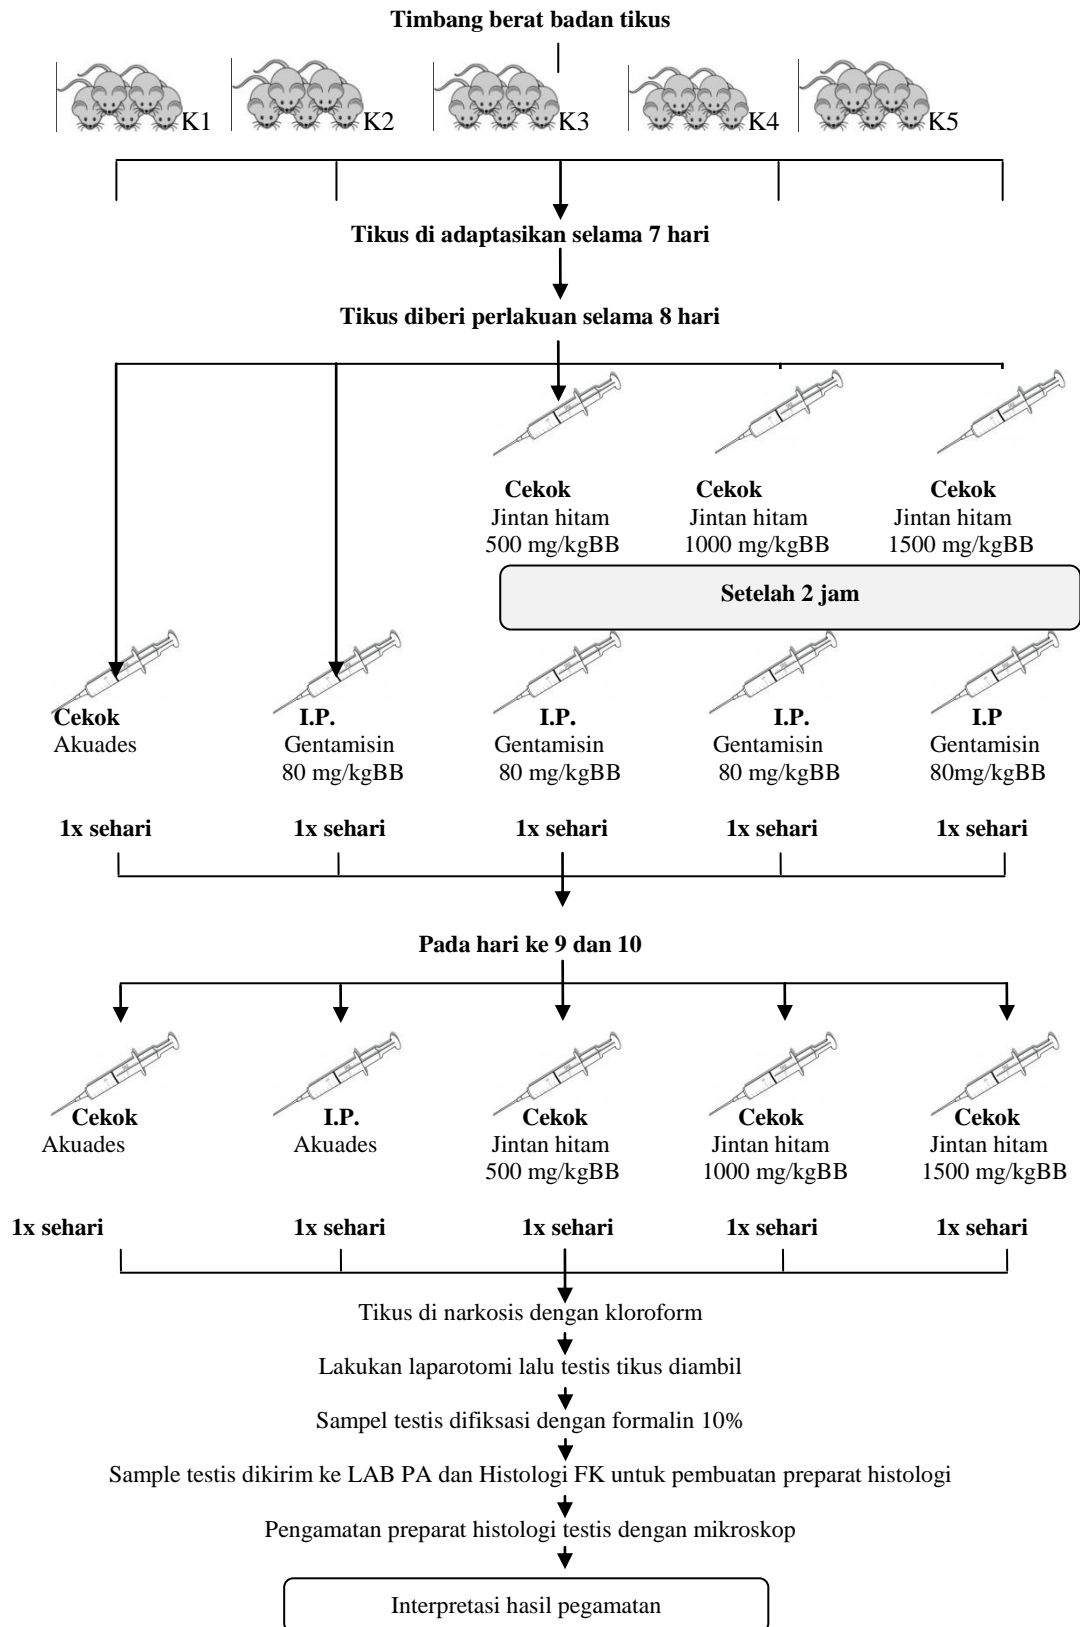 Timbang berat badan tikus
K1 K2 K3 K4 K5
Tikus di adaptasikan selama 7 hari
Tikus diberi perlakuan selama 8 hari
Cekok Cekok Cekok
Jintan hitam Jintan hitam Jintan hitam
500 mg/kgBB 1000 mg/kgBB 1500 mg/kgBB
Setelah 2 jam
Cekok I.P. I.P. I.P. I.P
Akuades Gentamisin Gentamisin Gentamisin Gentamisin
80 mg/kgBB 80 mg/kgBB 80 mg/kgBB 80mg/kgBB
1x sehari 1x sehari 1x sehari 1x sehari 1x sehari
Pada hari ke 9 dan 10
Cekok I.P. Cekok Cekok Cekok
Akuades Akuades Jintan hitam Jintan hitam Jintan hitam
500 mg/kgBB 1000 mg/kgBB 1500 mg/kgBB
1x sehari 1x sehari 1x sehari 1x sehari 1x sehari
Tikus di narkosis dengan kloroform
Lakukan laparotomi lalu testis tikus diambil
Sampel testis difiksasi dengan formalin 10%
Sample testis dikirim ke LAB PA dan Histologi FK untuk pembuatan preparat histologi
Pengamatan preparat histologi testis dengan mikroskop
Interpretasi hasil pegamatan